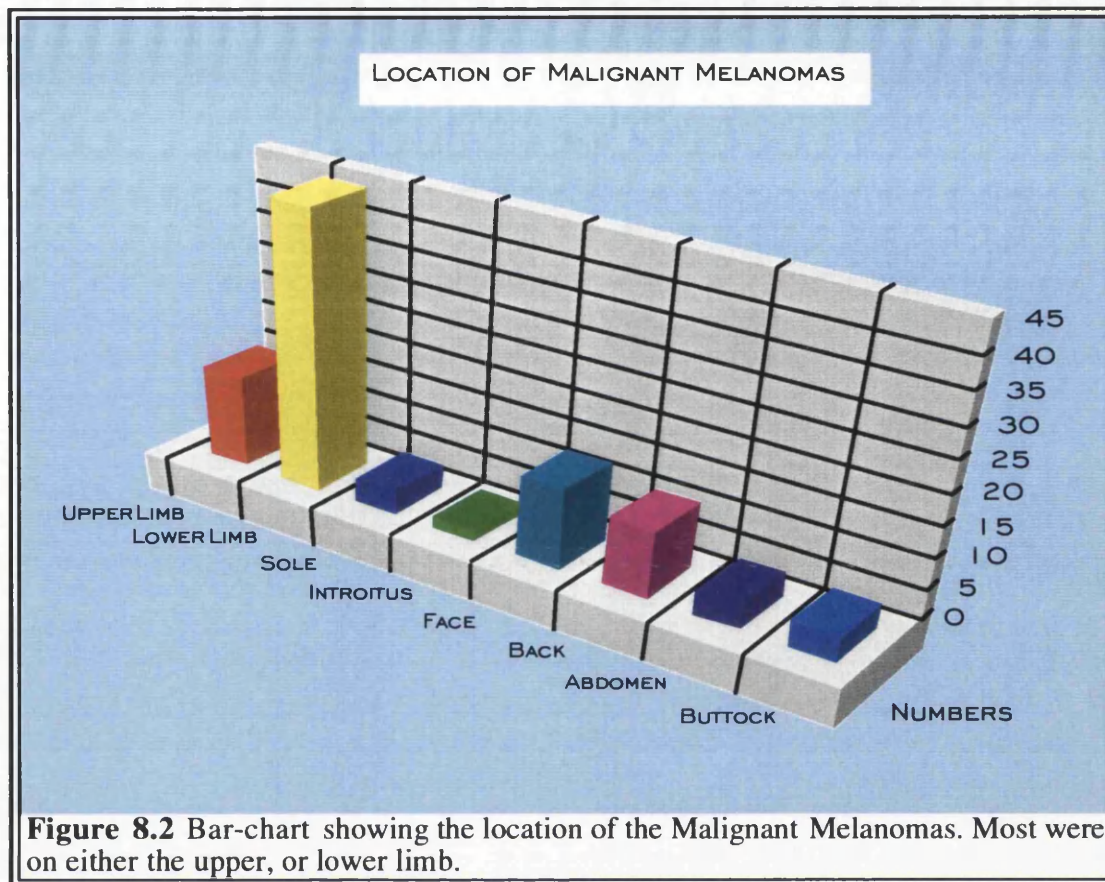 LOCATION OF MALIGNANT MELANOMAS
45
40
35
30
25
20
15
10
5
0
UPPER LIMB
LOWER LIMB
SOLE
INTROITUS
FACE
BACK
ABDOMEN
BUTTOCK
NUMBERS
Figure 8.2 Bar-chart showing the location of the Malignant Melanomas. Most were
on either the upper, or lower limb.